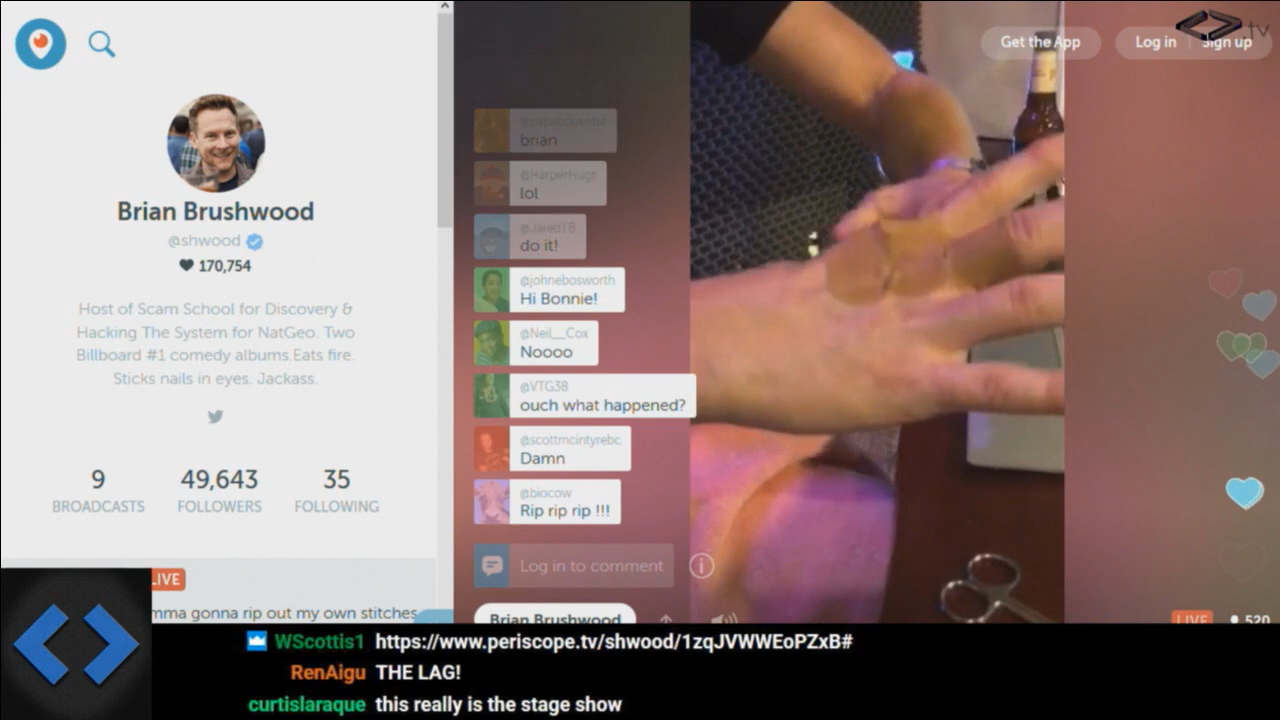 Get the App
Log in
Sign up
tv
Brian Brushwood
@shwood
170,754
Host of Scam School for Discovery &
Hacking The System for NatGeo. Two
Billboard #1 comedy albums.Eats fire.
Sticks nails in eyes. Jackass.
9
49,643
35
BROADCASTS
FOLLOWERS
FOLLOWING
LIVE
mma gonna rip out my own stitches
brian
@HarperHugt
lol
@Jared16
do it!
@johnebosworth
Hi Bonnie!
@Neil__Cox
Noooo
@VTG38
ouch what happened?
@scottmcintyrebc
Damn
@biocow
Rip rip rip !!!
Log in to comment
Brian Brushwood
LIVE
520
WScottis1 https://www.periscope.tv/shwood/1zqJVWWEoPZxB#
RenAigu THE LAG!
curtislaraque this really is the stage show